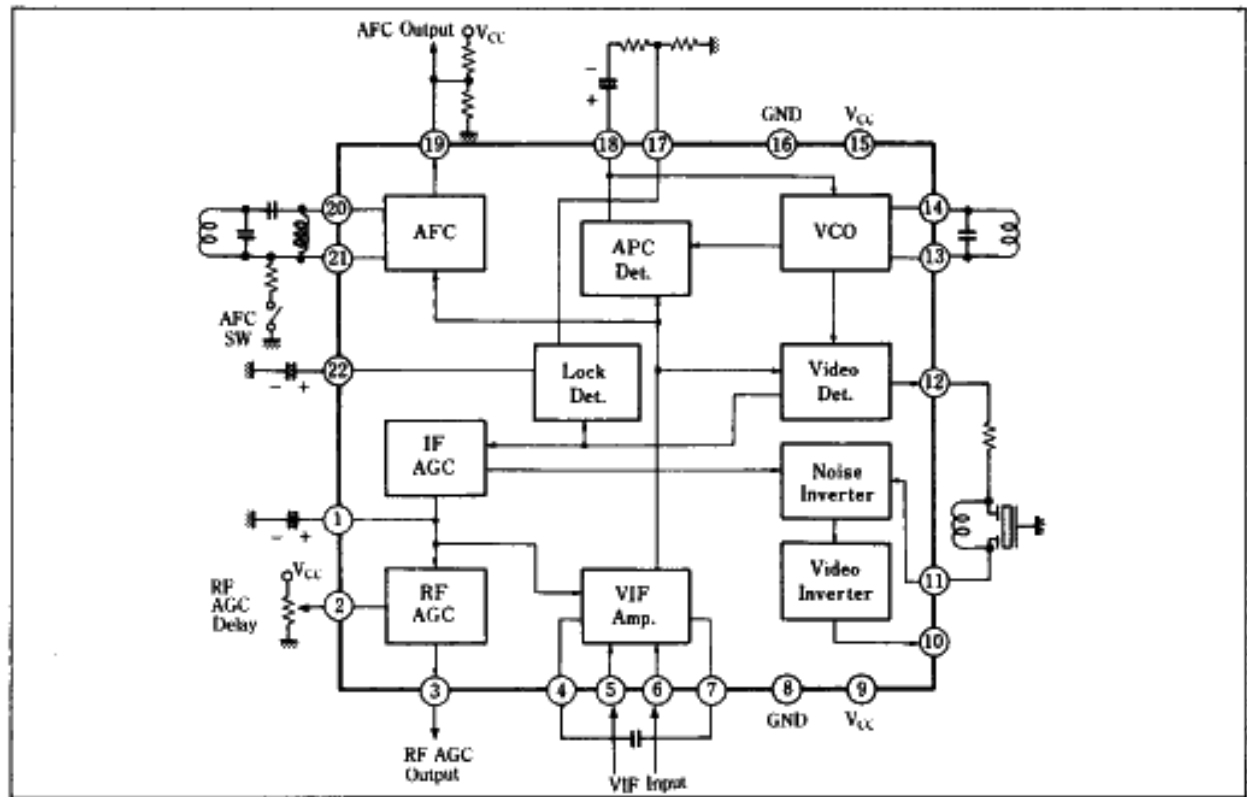 AFC Output
VCC
GND
VCC
19
18
17
16
15
20
AFC
APC
Det.
VCO
14
21
13
AFC
SW
22
Lock
Det.
Video
Det.
12
IF
AGC
Noise
Inverter
1
VCC
RF
AGC
Delay
2
RF
AGC
VIF
Amp.
Video
Inverter
11
10
3
4
5
6
7
8
9
GND
VCC
RF AGC
Output
VIF Input
- +
- +
-
+